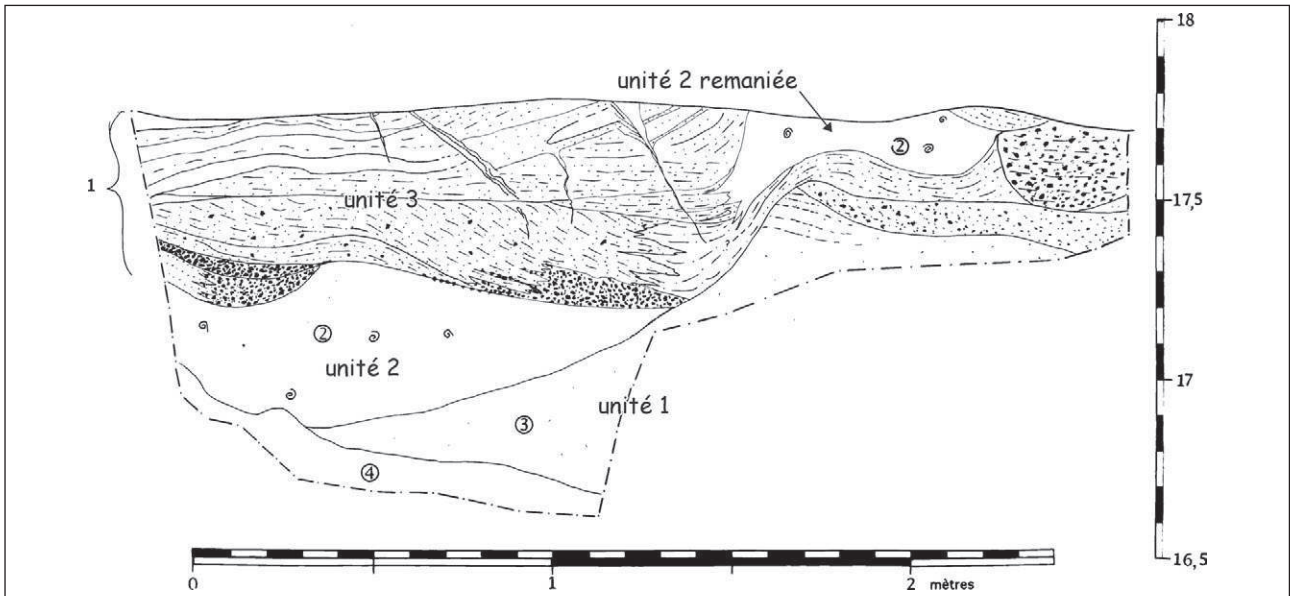 18
unité 2 remaniée
②
1
17,5
unité 3
②
unité 2
17
unité 1
③
④
16,5
0
1
2 mètres